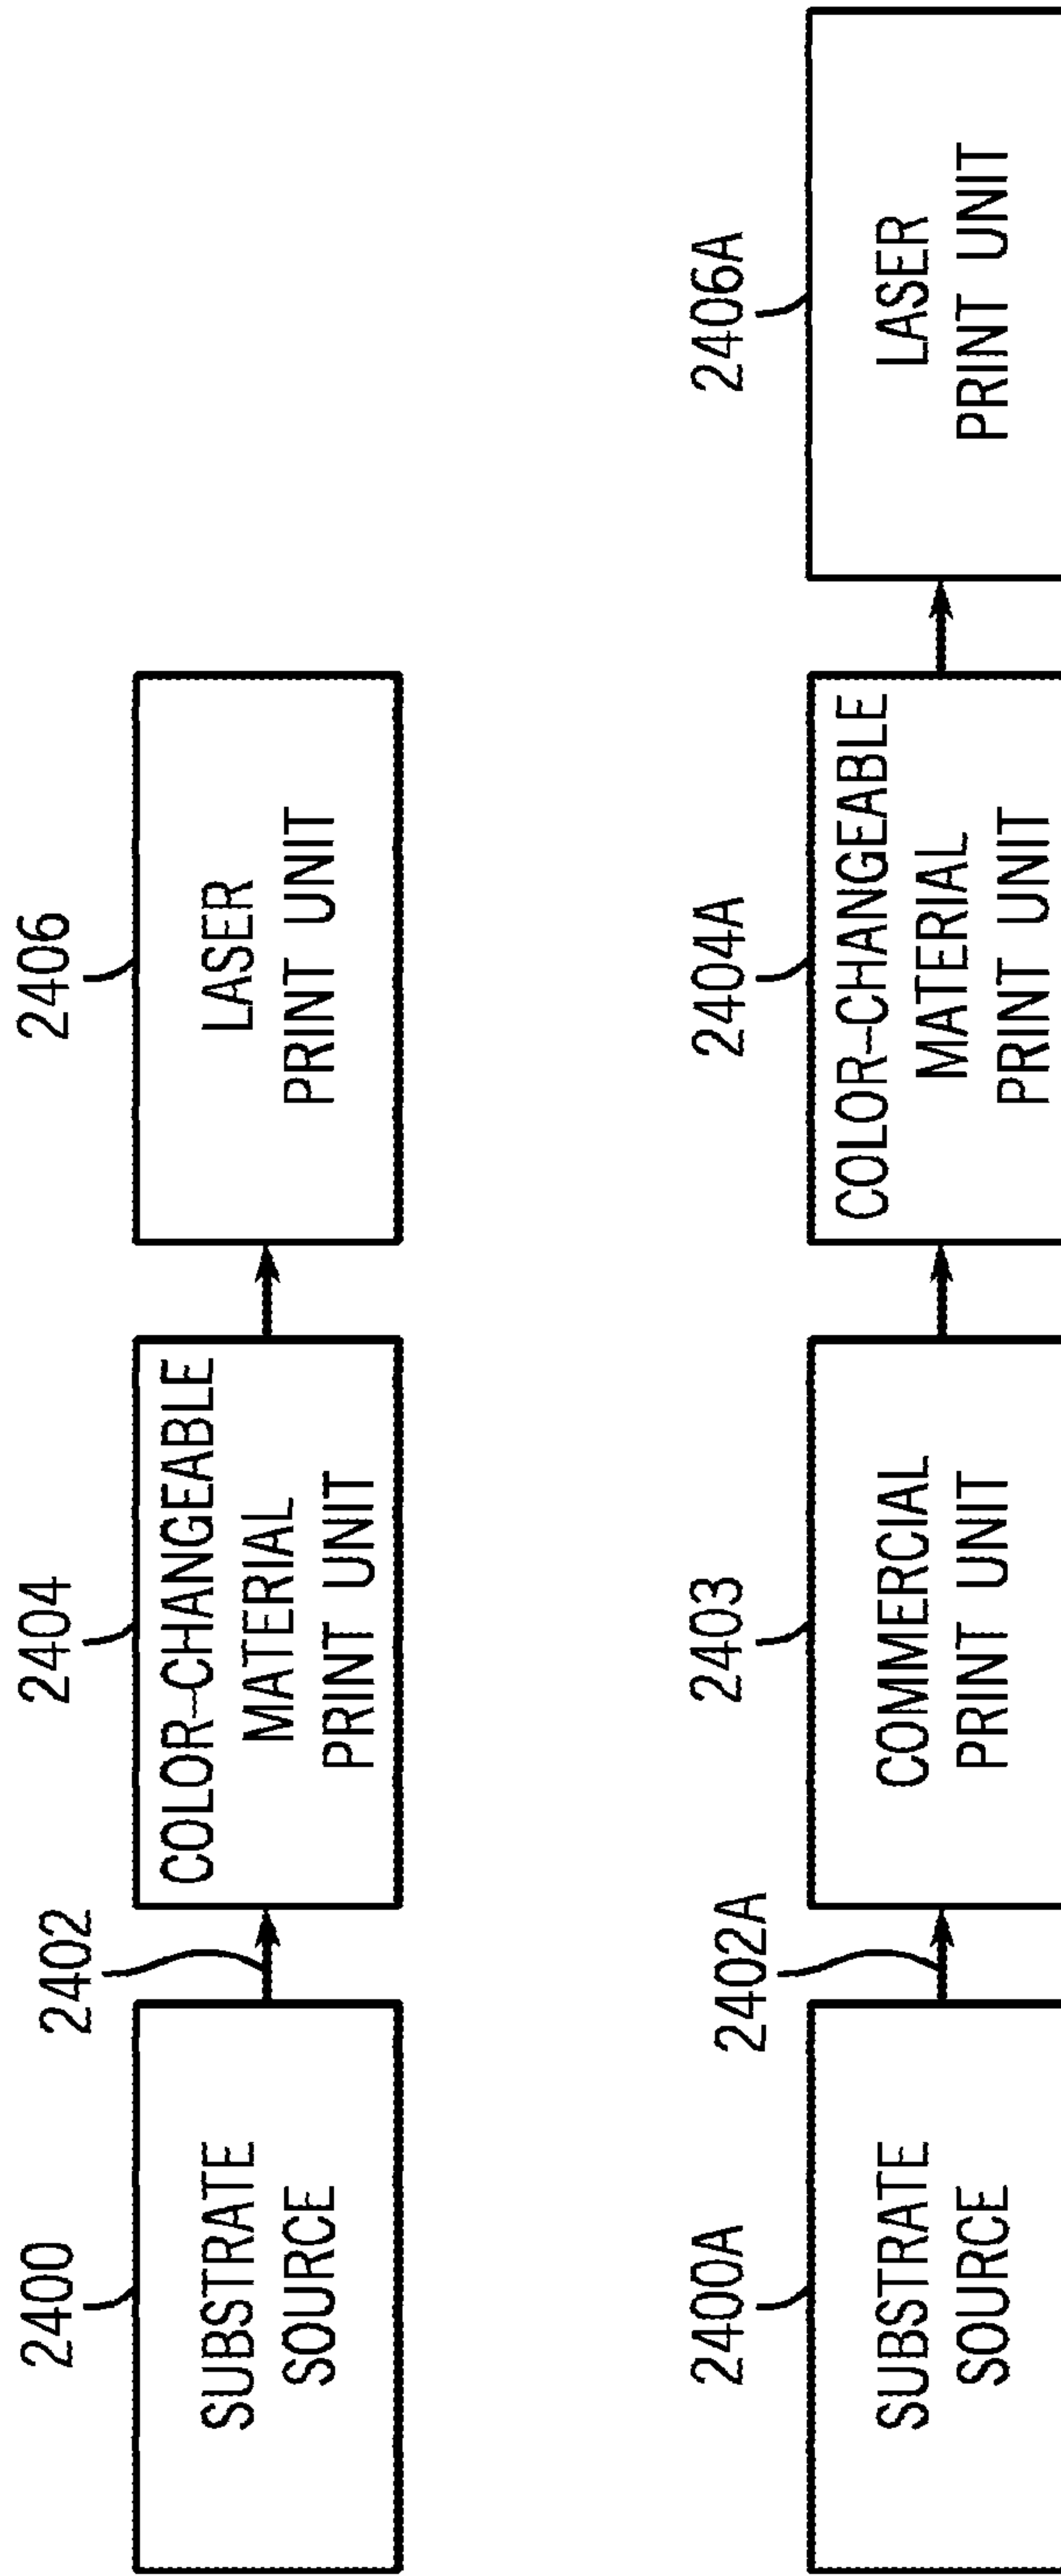 2400
SUBSTRATE
SOURCE
2402
2404
COLOR-CHANGEABLE
MATERIAL
PRINT UNIT
2406
LASER
PRINT UNIT
2400A
SUBSTRATE
SOURCE
2402A
2403
COMMERCIAL
PRINT UNIT
2404A
COLOR-CHANGEABLE
MATERIAL
PRINT UNIT
2406A
LASER
PRINT UNIT